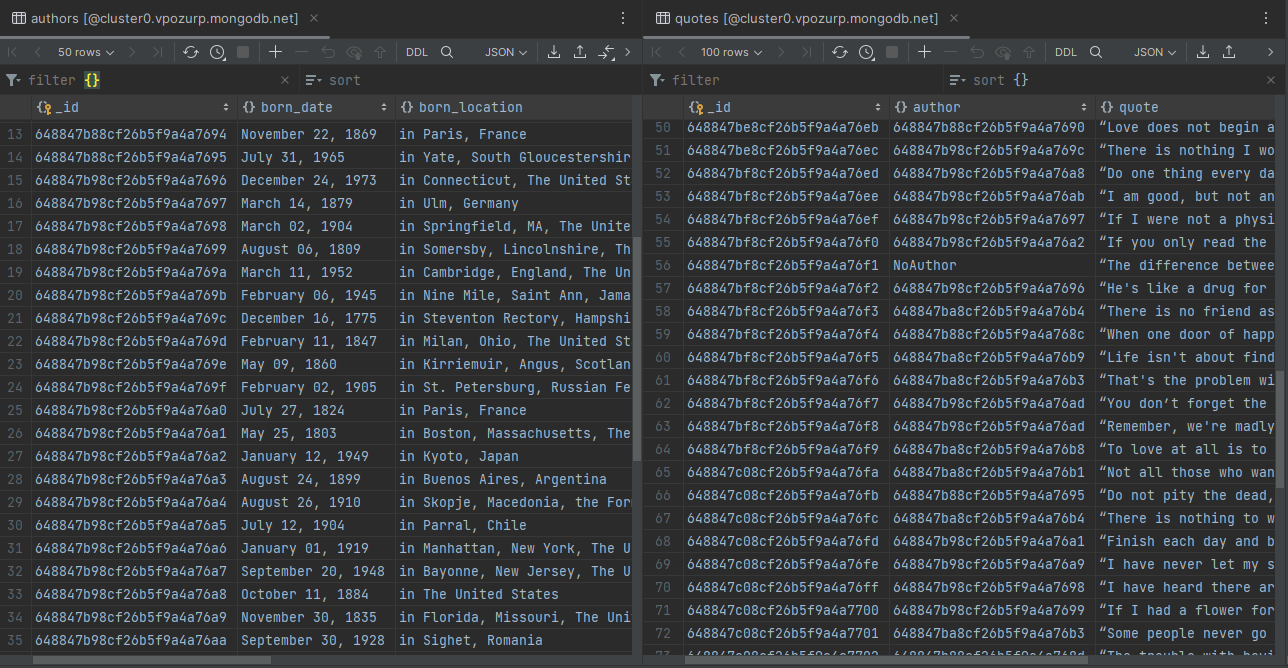 authors [@cluster0.vpozurp.mongodb.net]
50 rows DDL JSON
filter {} sort
_id {} born_date {} born_location
13 648847b88cf26b5f9a4a7694 November 22, 1869 in Paris, France
14 648847b88cf26b5f9a4a7695 July 31, 1965 in Yate, South Gloucestershir
15 648847b98cf26b5f9a4a7696 December 24, 1973 in Connecticut, The United St
16 648847b98cf26b5f9a4a7697 March 14, 1879 in Ulm, Germany
17 648847b98cf26b5f9a4a7698 March 02, 1904 in Springfield, MA, The Unite
18 648847b98cf26b5f9a4a7699 August 06, 1809 in Somersby, Lincolnshire, Th
19 648847b98cf26b5f9a4a769a March 11, 1952 in Cambridge, England, The Un
20 648847b98cf26b5f9a4a769b February 06, 1945 in Nine Mile, Saint Ann, Jama
21 648847b98cf26b5f9a4a769c December 16, 1775 in Steventon Rectory, Hampshi
22 648847b98cf26b5f9a4a769d February 11, 1847 in Milan, Ohio, The United St
23 648847b98cf26b5f9a4a769e May 09, 1860 in Kirriemuir, Angus, Scotlan
24 648847b98cf26b5f9a4a769f February 02, 1905 in St. Petersburg, Russian Fe
25 648847b98cf26b5f9a4a76a0 July 27, 1824 in Paris, France
26 648847b98cf26b5f9a4a76a1 May 25, 1803 in Boston, Massachusetts, The
27 648847b98cf26b5f9a4a76a2 January 12, 1949 in Kyoto, Japan
28 648847b98cf26b5f9a4a76a3 August 24, 1899 in Buenos Aires, Argentina
29 648847b98cf26b5f9a4a76a4 August 26, 1910 in Skopje, Macedonia, the For
30 648847b98cf26b5f9a4a76a5 July 12, 1904 in Parral, Chile
31 648847b98cf26b5f9a4a76a6 January 01, 1919 in Manhattan, New York, The U
32 648847b98cf26b5f9a4a76a7 September 20, 1948 in Bayonne, New Jersey, The U
33 648847b98cf26b5f9a4a76a8 October 11, 1884 in The United States
34 648847b98cf26b5f9a4a76a9 November 30, 1835 in Florida, Missouri, The Uni
35 648847b98cf26b5f9a4a76aa September 30, 1928 in Sighet, Romania
quotes [@cluster0.vpozurp.mongodb.net]
100 rows DDL JSON
filter sort {}
_id {} author {} quote
50 648847be8cf26b5f9a4a76eb 648847b88cf26b5f9a4a7690 “Love does not begin a
51 648847be8cf26b5f9a4a76ec 648847b98cf26b5f9a4a769c “There is nothing I wo
52 648847bf8cf26b5f9a4a76ed 648847b98cf26b5f9a4a76a8 “Do one thing every da
53 648847bf8cf26b5f9a4a76ee 648847b98cf26b5f9a4a76ab “I am good, but not an
54 648847bf8cf26b5f9a4a76ef 648847b98cf26b5f9a4a7697 “If I were not a physi
55 648847bf8cf26b5f9a4a76f0 648847b98cf26b5f9a4a76a2 “If you only read the
56 648847bf8cf26b5f9a4a76f1 NoAuthor “The difference betwee
57 648847bf8cf26b5f9a4a76f2 648847b98cf26b5f9a4a7696 “He's like a drug for
58 648847bf8cf26b5f9a4a76f3 648847ba8cf26b5f9a4a76b4 “There is no friend as
59 648847bf8cf26b5f9a4a76f4 648847b88cf26b5f9a4a768c “When one door of happ
60 648847bf8cf26b5f9a4a76f5 648847ba8cf26b5f9a4a76b9 “Life isn't about find
61 648847bf8cf26b5f9a4a76f6 648847ba8cf26b5f9a4a76b3 “That's the problem wi
62 648847bf8cf26b5f9a4a76f7 648847b98cf26b5f9a4a76ad “You don’t forget the
63 648847bf8cf26b5f9a4a76f8 648847b98cf26b5f9a4a76ad “Remember, we're madly
64 648847bf8cf26b5f9a4a76f9 648847ba8cf26b5f9a4a76b8 “To love at all is to
65 648847c08cf26b5f9a4a76fa 648847ba8cf26b5f9a4a76b1 “Not all those who wan
66 648847c08cf26b5f9a4a76fb 648847b88cf26b5f9a4a7695 “Do not pity the dead,
67 648847c08cf26b5f9a4a76fc 648847ba8cf26b5f9a4a76b4 “There is nothing to w
68 648847c08cf26b5f9a4a76fd 648847b98cf26b5f9a4a76a1 “Finish each day and b
69 648847c08cf26b5f9a4a76fe 648847b98cf26b5f9a4a76a9 “I have never let my s
70 648847c08cf26b5f9a4a76ff 648847b98cf26b5f9a4a7698 “I have heard there ar
71 648847c08cf26b5f9a4a7700 648847b98cf26b5f9a4a7699 “If I had a flower for
72 648847c08cf26b5f9a4a7701 648847ba8cf26b5f9a4a76b3 “Some people never go